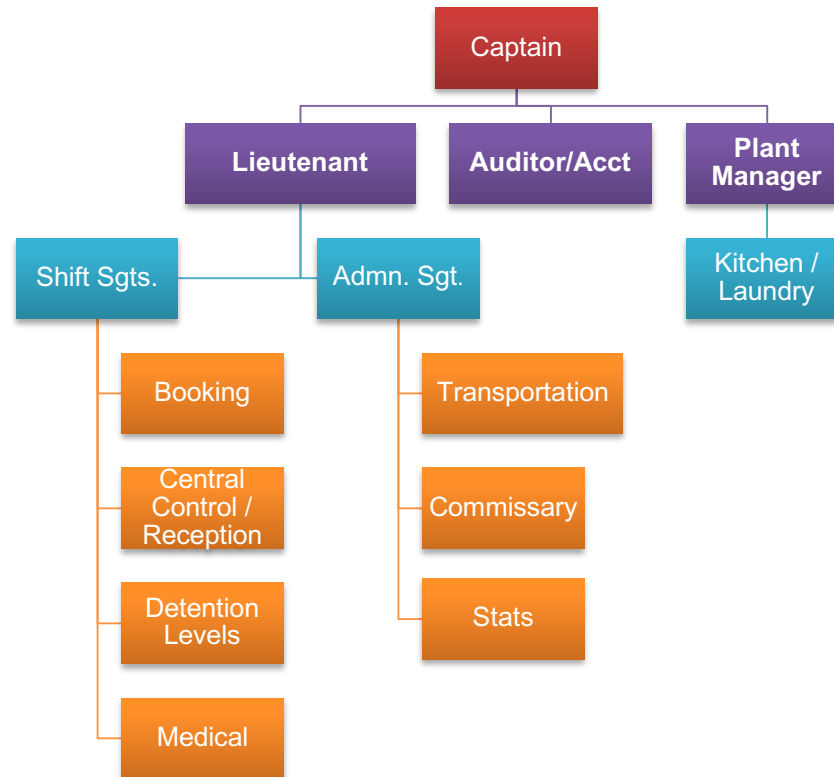 Captain
Lieutenant
Auditor/Acct
Plant
Manager
Shift Sgts.
Admn. Sgt.
Kitchen /
Laundry
Booking
Transportation
Central
Control /
Reception
Commissary
Detention
Levels
Stats
Medical